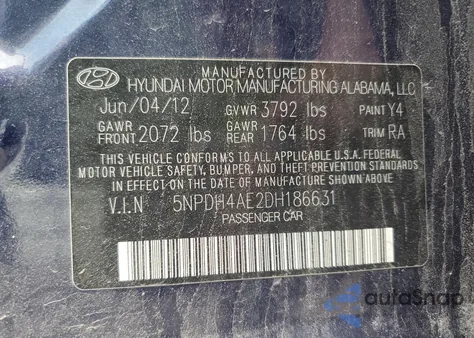 MANUFACTURED BY
HYUNDAI MOTOR MANUFACTURING ALABAMA, LLC
Jun/04/12 GVWR 3792 lbs PAINT Y4
GAWR FRONT 2072 lbs GAWR REAR 1764 lbs TRIM RA
THIS VEHICLE CONFORMS TO ALL APPLICABLE U.S.A. FEDERAL
MOTOR VEHICLE SAFETY, BUMPER, AND THEFT PREVENTION STANDARDS
IN EFFECT ON THE DATE OF MANUFACTURE SHOWN ABOVE.
V.I.N 5NPDH4AE2DH186631
PASSENGER CAR
autoSnap